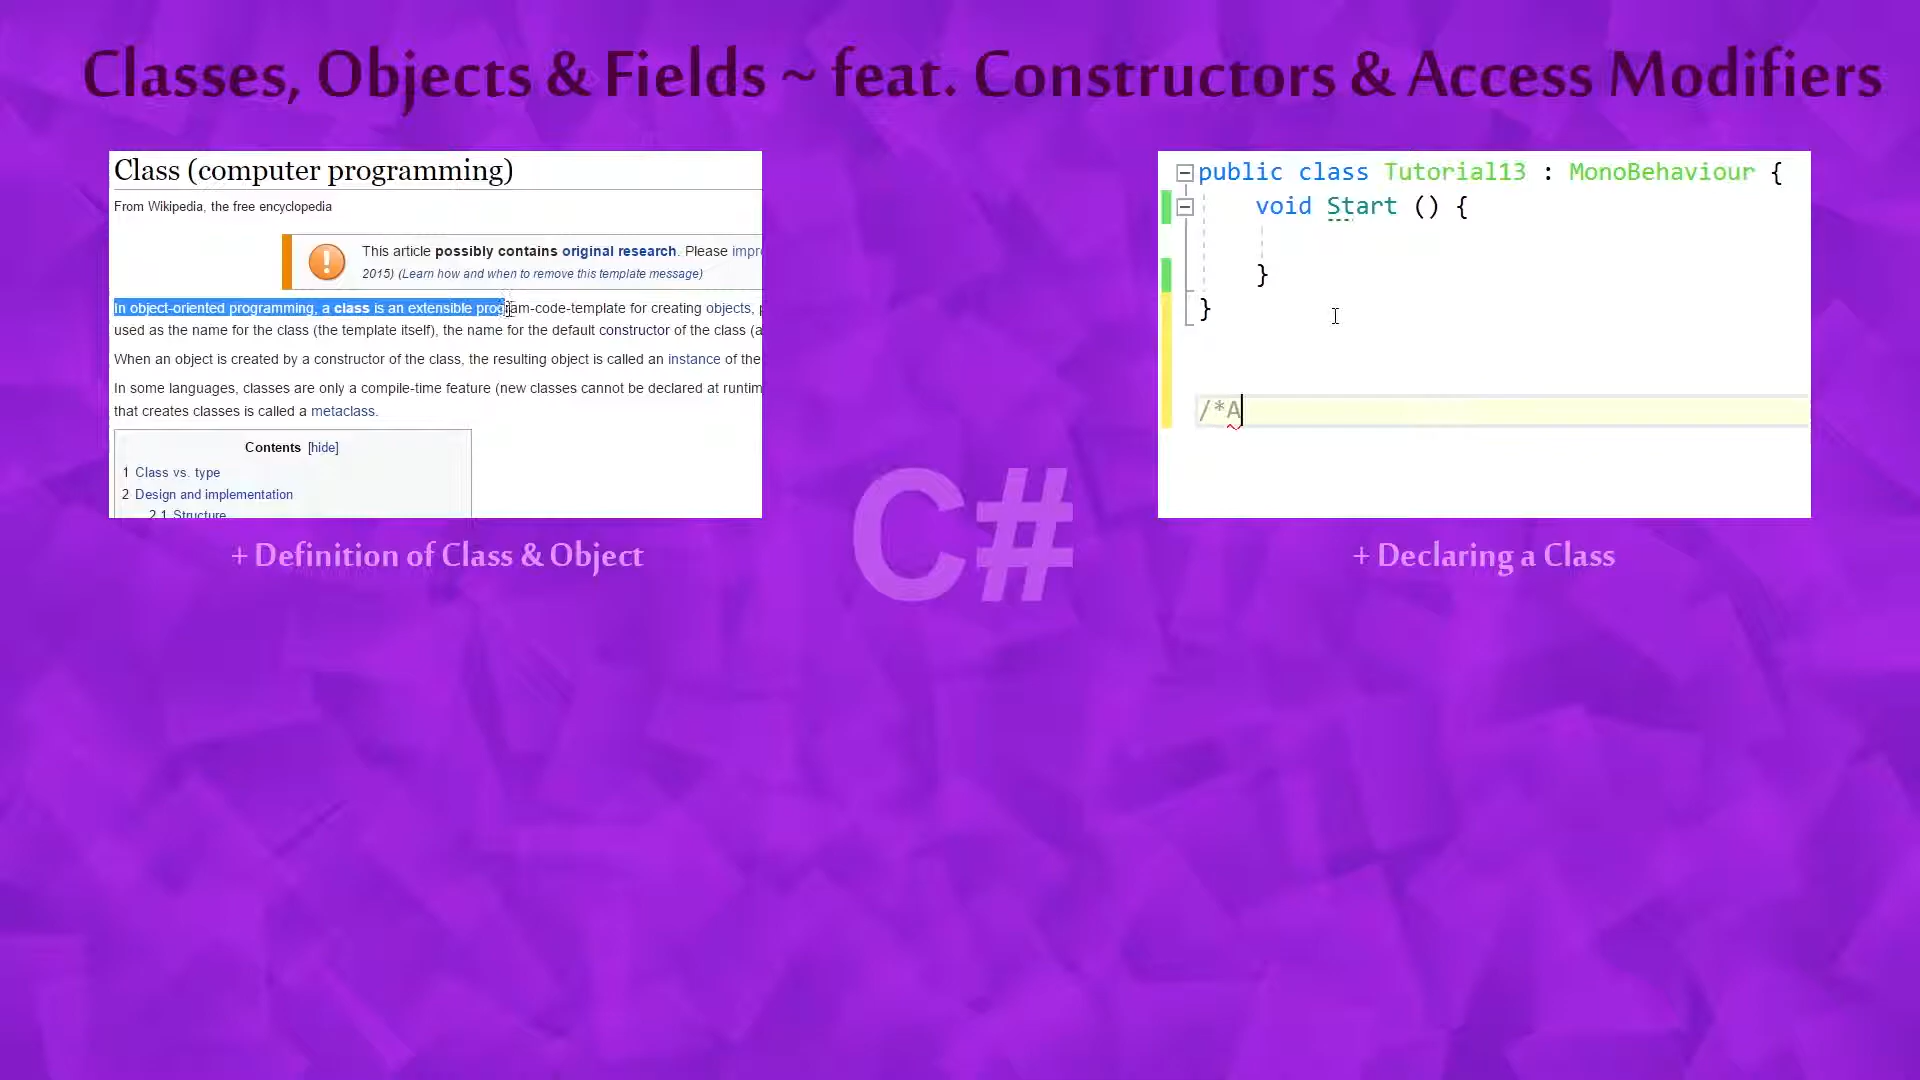 Classes, Objects & Fields ~ feat. Constructors & Access Modifiers
Class (computer programming)
From Wikipedia, the free encyclopedia
This article possibly contains original research. Please impr
2015) (Learn how and when to remove this template message)
In object-oriented programming, a class is an extensible program-code-template for creating objects, p
used as the name for the class (the template itself), the name for the default constructor of the class (a
When an object is created by a constructor of the class, the resulting object is called an instance of the
In some languages, classes are only a compile-time feature (new classes cannot be declared at runtim
that creates classes is called a metaclass.
Contents [hide]
1 Class vs. type
2 Design and implementation
2.1 Structure
+ Definition of Class & Object
C#
public class Tutorial13 : MonoBehaviour {
void Start () {
}
}
/*A
+ Declaring a Class